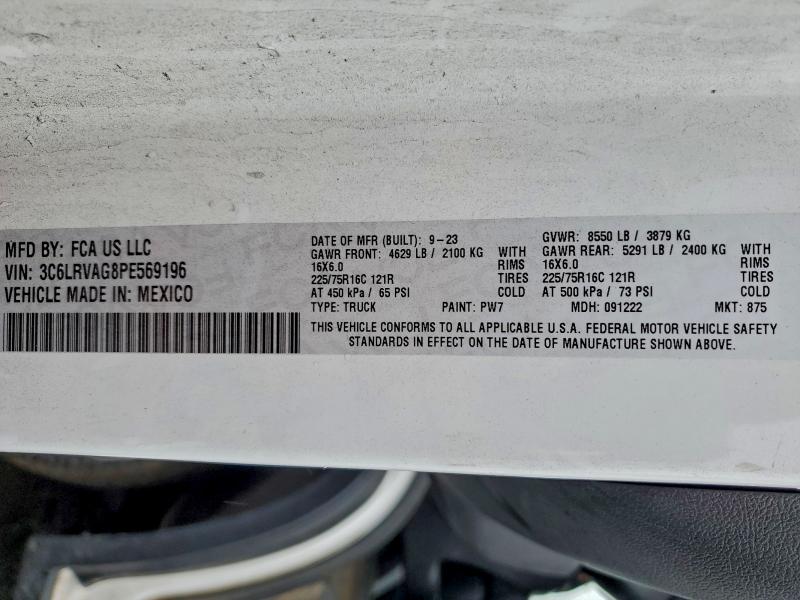 MFD BY: FCA US LLC
VIN: 3C6LRVAG8PE569196
VEHICLE MADE IN: MEXICO
DATE OF MFR (BUILT): 9-23
GAWR FRONT: 4629 LB / 2100 KG WITH
16X6.0 RIMS
225/75R16C 121R TIRES
AT 450 kPa / 65 PSI COLD
TYPE: TRUCK PAINT: PW7
GVWR: 8550 LB / 3879 KG
GAWR REAR: 5291 LB / 2400 KG WITH
16X6.0 RIMS
225/75R16C 121R TIRES
AT 500 kPa / 73 PSI COLD
MDH: 091222 MKT: 875
THIS VEHICLE CONFORMS TO ALL APPLICABLE U.S.A. FEDERAL MOTOR VEHICLE SAFETY
STANDARDS IN EFFECT ON THE DATE OF MANUFACTURE SHOWN ABOVE.